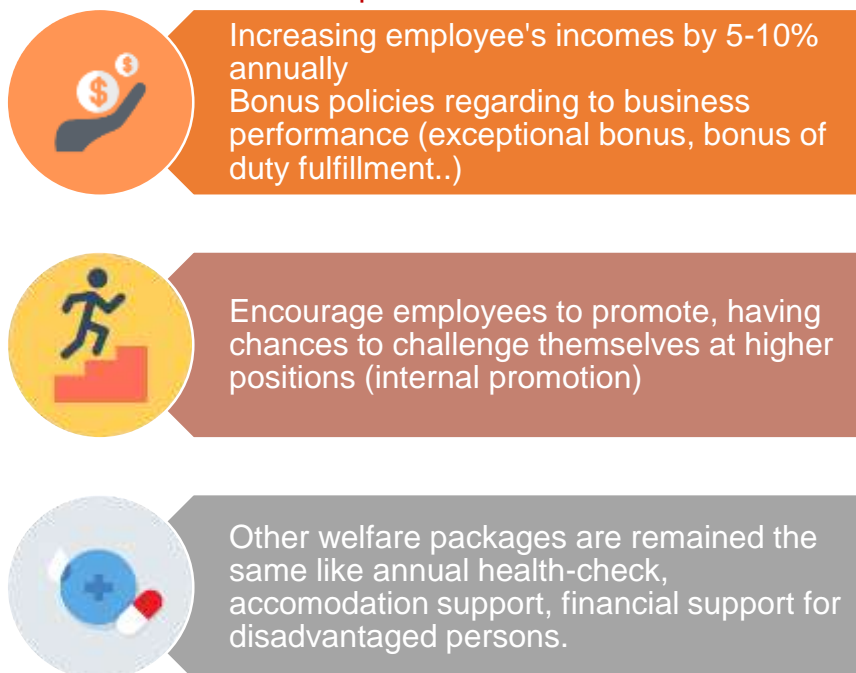 Increasing employee's incomes by 5-10%
annually
Bonus policies regarding to business
performance (exceptional bonus, bonus of
duty fulfillment..)
Encourage employees to promote, having
chances to challenge themselves at higher
positions (internal promotion)
Other welfare packages are remained the
same like annual health-check,
accomodation support, financial support for
disadvantaged persons.